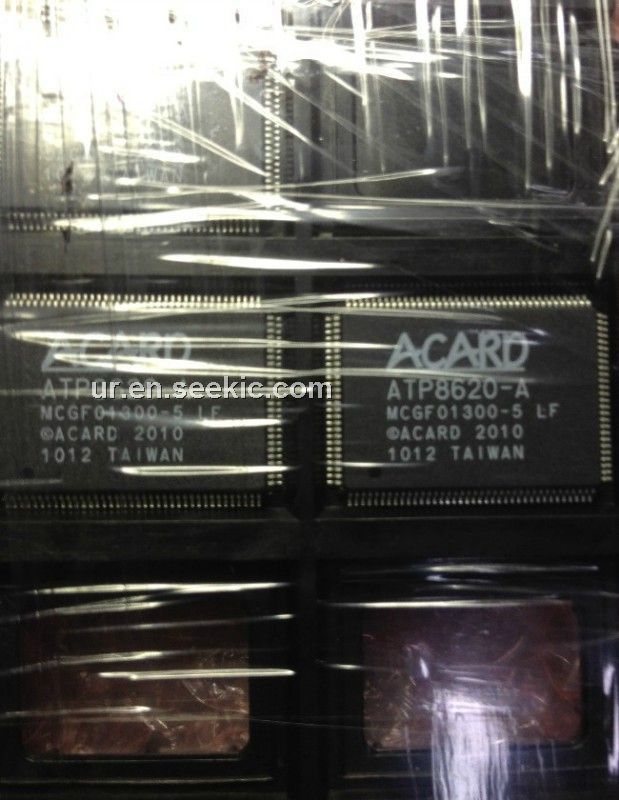 ACARD
ATP
MCGF01300-5 LF
©ACARD 2010
1012 TAIWAN
ACARD
ATP8620-A
MCGF01300-5 LF
©ACARD 2010
1012 TAIWAN
ur.en.seekic.com